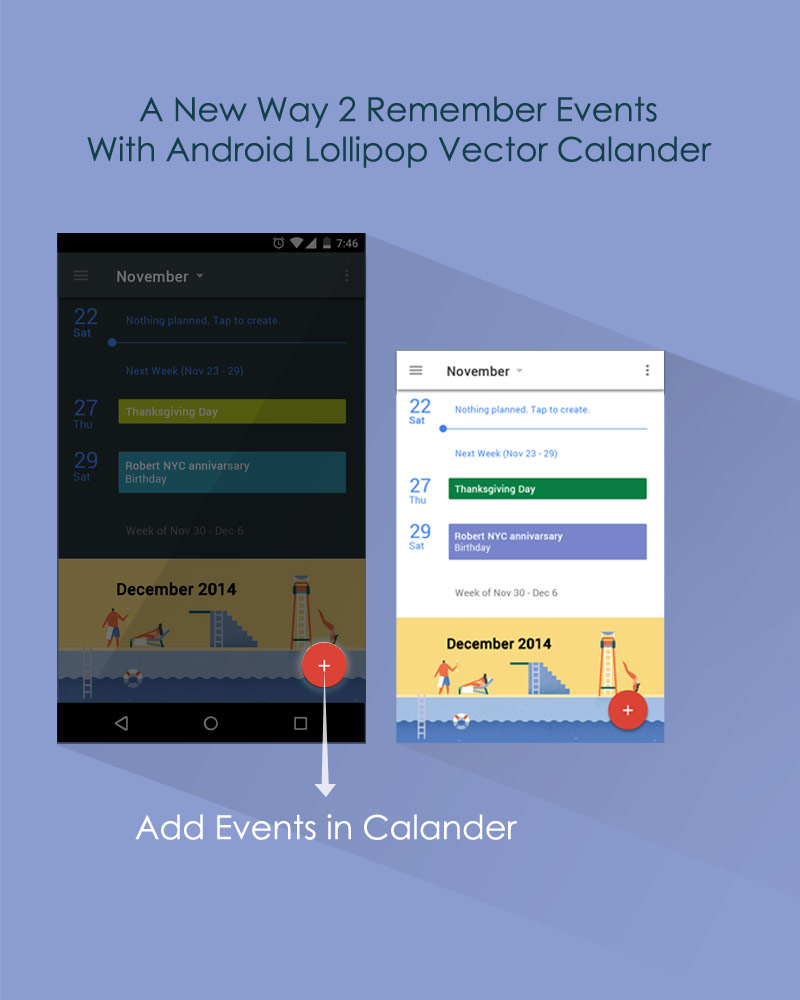 A New Way 2 Remember Events
With Android Lollipop Vector Calander
7:46
November
22
Sat
Nothing planned. Tap to create.
Next Week (Nov 23 - 29)
27
Thu
Thanksgiving Day
29
Sat
Robert NYC annivarsary
Birthday
Week of Nov 30 - Dec 6
December 2014
+
November
22
Sat
Nothing planned. Tap to create.
Next Week (Nov 23 - 29)
27
Thu
Thanksgiving Day
29
Sat
Robert NYC annivarsary
Birthday
Week of Nov 30 - Dec 6
December 2014
+
Add Events in Calander